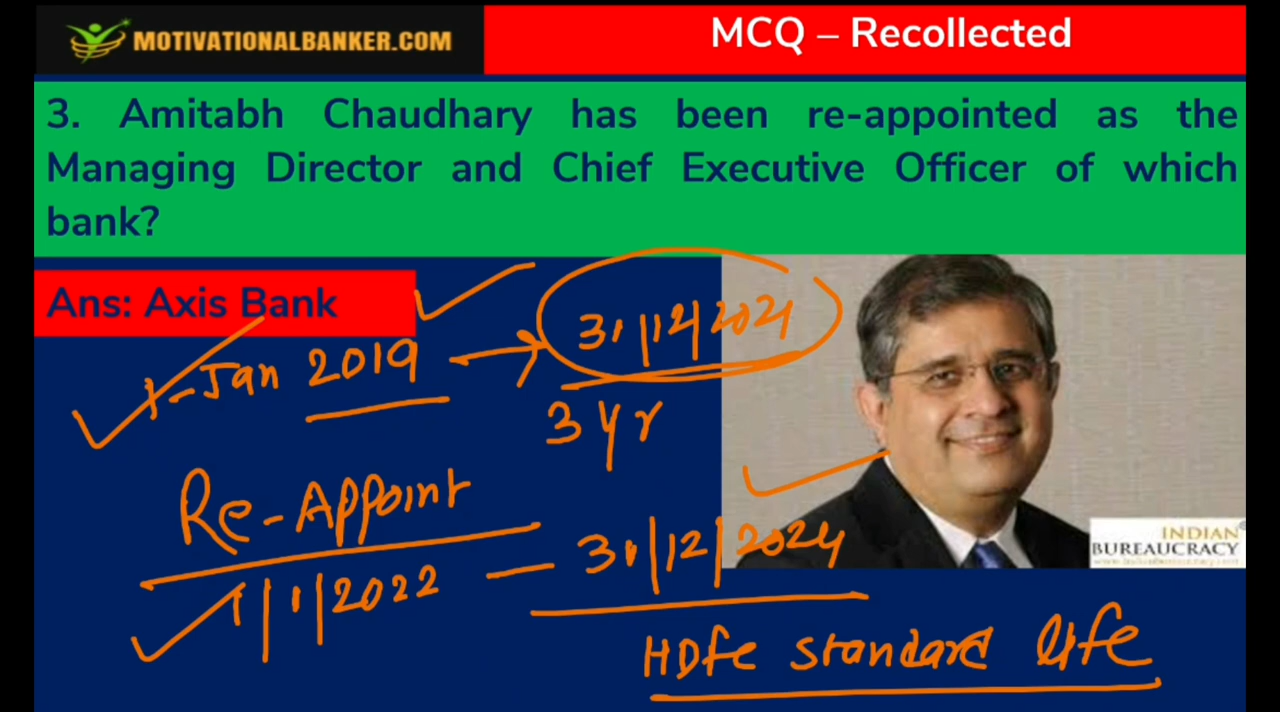 MOTIVATIONALBANKER.COM
MCQ – Recollected
3. Amitabh Chaudhary has been re-appointed as the
Managing Director and Chief Executive Officer of which
bank?
Ans: Axis Bank
1-Jan 2019 → 31/12/2021
3 yr
Re-Appoint
1/1/2022 — 31/12/2024
HDFC Standard life
INDIAN
BUREAUCRACY